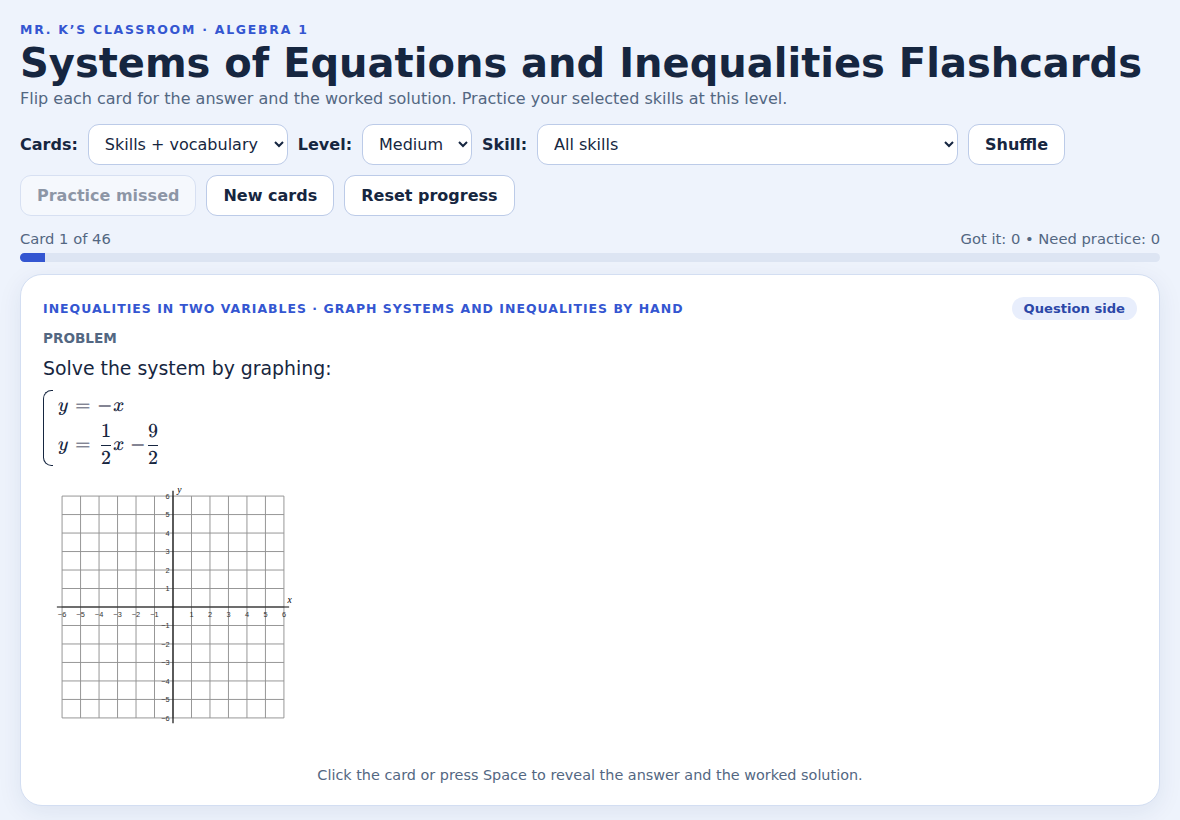 MR. K’S CLASSROOM · ALGEBRA 1
Systems of Equations and Inequalities Flashcards
Flip each card for the answer and the worked solution. Practice your selected skills at this level.
Cards: Skills + vocabulary Level: Medium Skill: All skills Shuffle
Practice missed New cards Reset progress
Card 1 of 46 Got it: 0 • Need practice: 0
INEQUALITIES IN TWO VARIABLES · GRAPH SYSTEMS AND INEQUALITIES BY HAND Question side
PROBLEM
Solve the system by graphing:
y = −x
y = 1/2 x − 9/2
y
6
5
4
3
2
1
x
−6 −5 −4 −3 −2 −1 1 2 3 4 5 6
−1
−2
−3
−4
−5
−6
Click the card or press Space to reveal the answer and the worked solution.